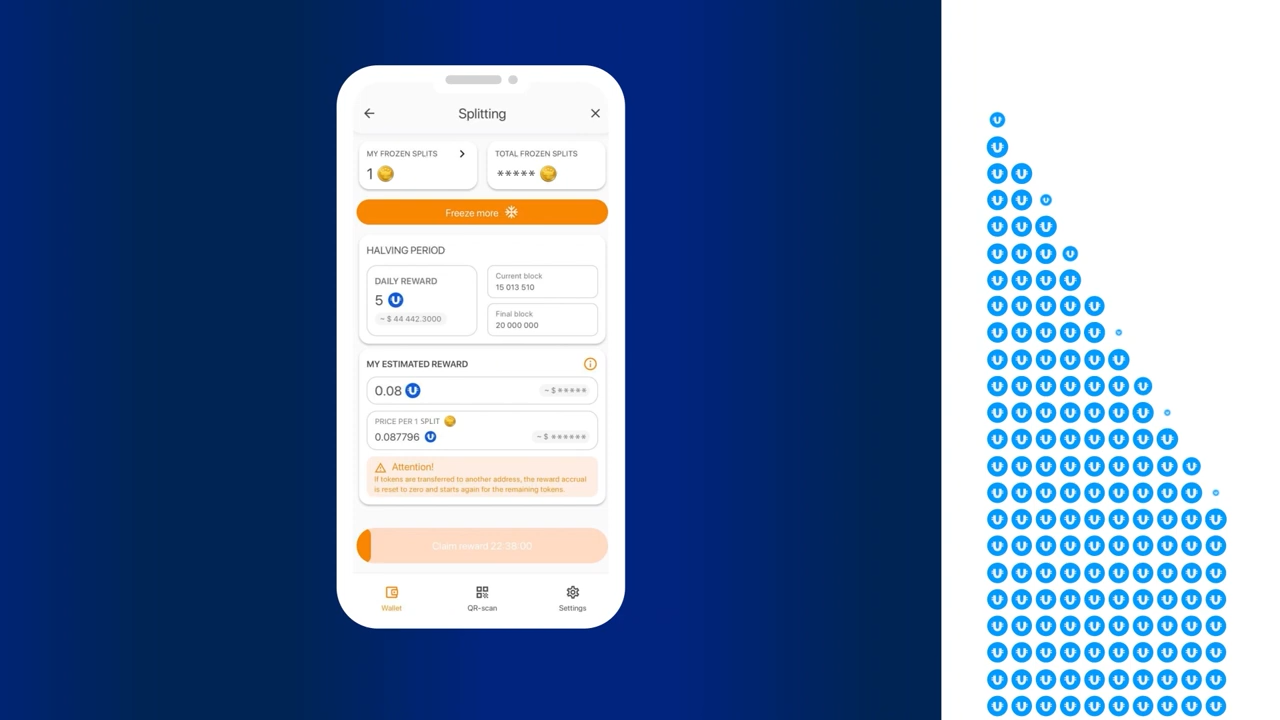 Splitting
MY FROZEN SPLITS
1
TOTAL FROZEN SPLITS
*****
Freeze more
HALVING PERIOD
DAILY REWARD
5
~ $ 44 442.3000
Current block
15 013 510
Final block
20 000 000
MY ESTIMATED REWARD
0.08
~ $ *****
PRICE PER 1 SPLIT
0.087796
~ $ ******
Attention!
If tokens are transferred to another address, the reward accrual
is reset to zero and starts again for the remaining tokens.
Claim reward 22:38:00
Wallet
QR-scan
Settings